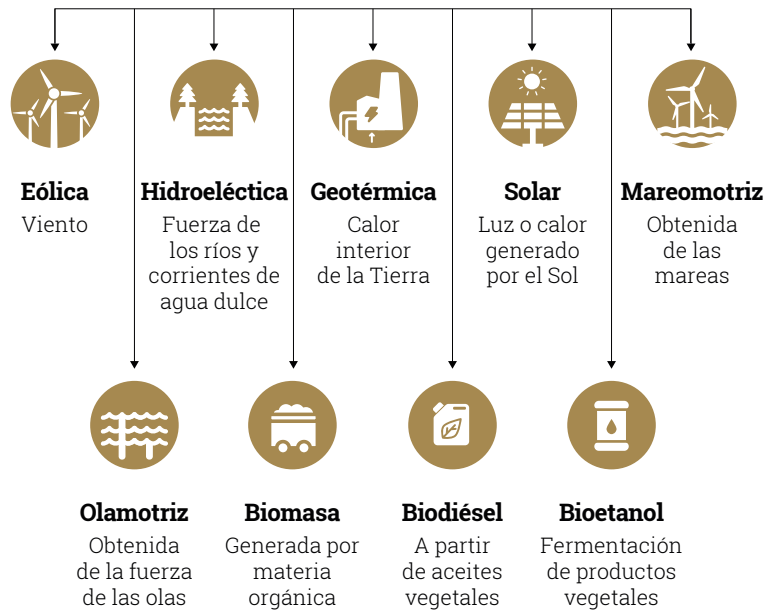 Eólica
Viento
Hidroeléctica
Fuerza de
los ríos y
corrientes de
agua dulce
Geotérmica
Calor
interior
de la Tierra
Solar
Luz o calor
generado
por el Sol
Mareomotriz
Obtenida
de las
mareas
Olamotriz
Obtenida
de la fuerza
de las olas
Biomasa
Generada por
materia
orgánica
Biodiésel
A partir
de aceites
vegetales
Bioetanol
Fermentación
de productos
vegetales